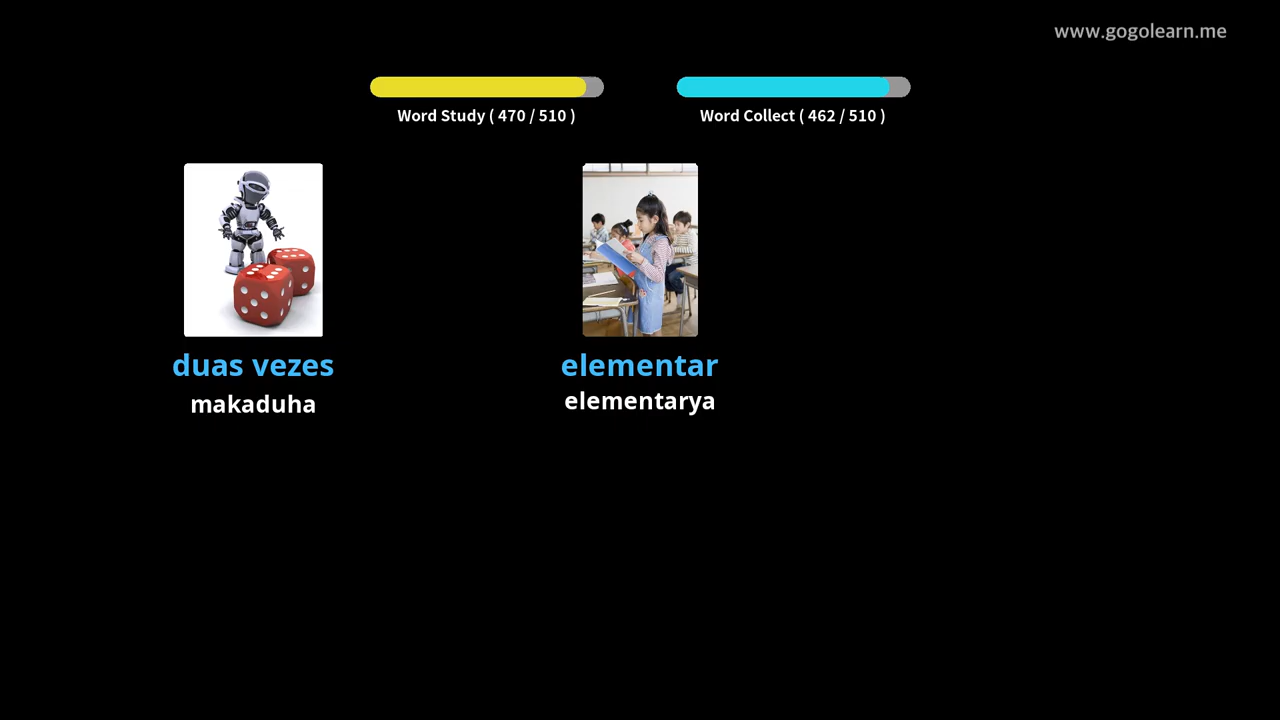 www.gogolearn.me
Word Study ( 470 / 510 )
Word Collect ( 462 / 510 )
duas vezes
makaduha
elementar
elementarya